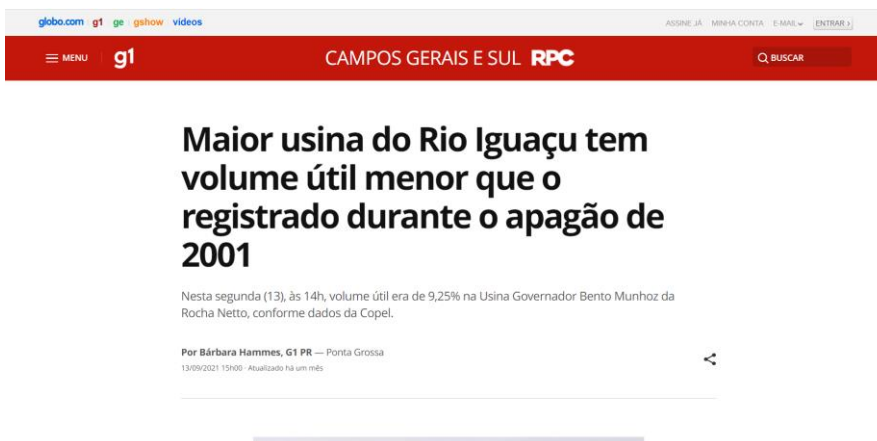 globo.com g1 ge gshow vídeos ASSINE JÁ MINHA CONTA E-MAIL ENTRAR ›
MENU g1 CAMPOS GERAIS E SUL RPC BUSCAR
Maior usina do Rio Iguaçu tem
volume útil menor que o
registrado durante o apagão de
2001
Nesta segunda (13), às 14h, volume útil era de 9,25% na Usina Governador Bento Munhoz da
Rocha Netto, conforme dados da Copel.
Por Bárbara Hammes, G1 PR — Ponta Grossa
13/09/2021 15h00 · Atualizado há um mês